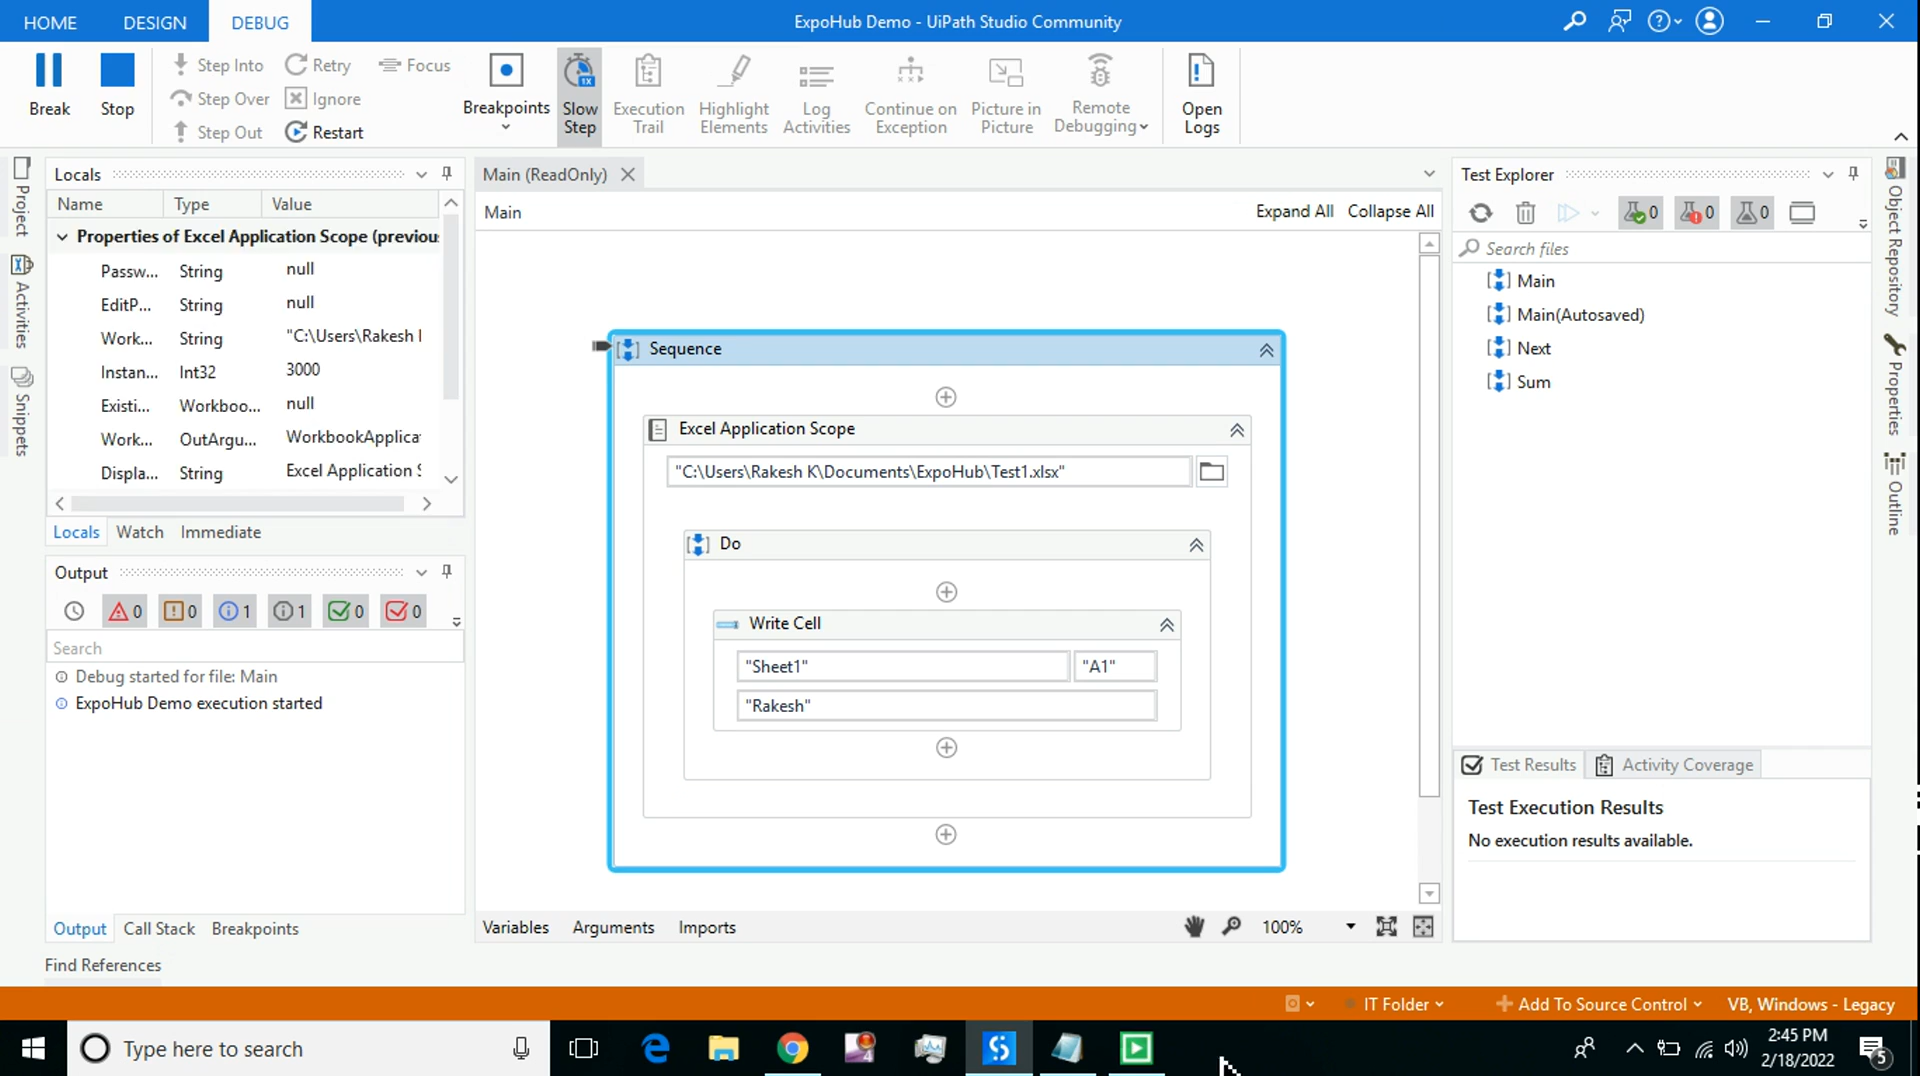 HOME DESIGN DEBUG
ExpoHub Demo - UiPath Studio Community
Break
Stop
Step Into
Step Over
Step Out
Retry
Ignore
Restart
Focus
Breakpoints
Slow
Step
1X
Execution
Trail
Highlight
Elements
Log
Activities
Continue on
Exception
Picture in
Picture
Remote
Debugging
Open
Logs
Project
Activities
Snippets
Locals
Name Type Value
Properties of Excel Application Scope (previou
Passw... String null
EditP... String null
Work... String "C:\Users\Rakesh
Instan... Int32 3000
Existi... Workboo... null
Work... OutArgu... WorkbookApplica
Displa... String Excel Application
Locals Watch Immediate
Output
0 0 1 1 0 0
Search
Debug started for file: Main
ExpoHub Demo execution started
Output Call Stack Breakpoints
Find References
Main (ReadOnly)
Main
Expand All Collapse All
Sequence
Excel Application Scope
"C:\Users\Rakesh K\Documents\ExpoHub\Test1.xlsx"
Do
Write Cell
"Sheet1" "A1"
"Rakesh"
Variables Arguments Imports
100%
Test Explorer
0 0 0
Search files
Main
Main(Autosaved)
Next
Sum
Test Results Activity Coverage
Test Execution Results
No execution results available.
Object Repository
Properties
Outline
IT Folder
Add To Source Control
VB, Windows - Legacy
Type here to search
4
2:45 PM
2/18/2022
5